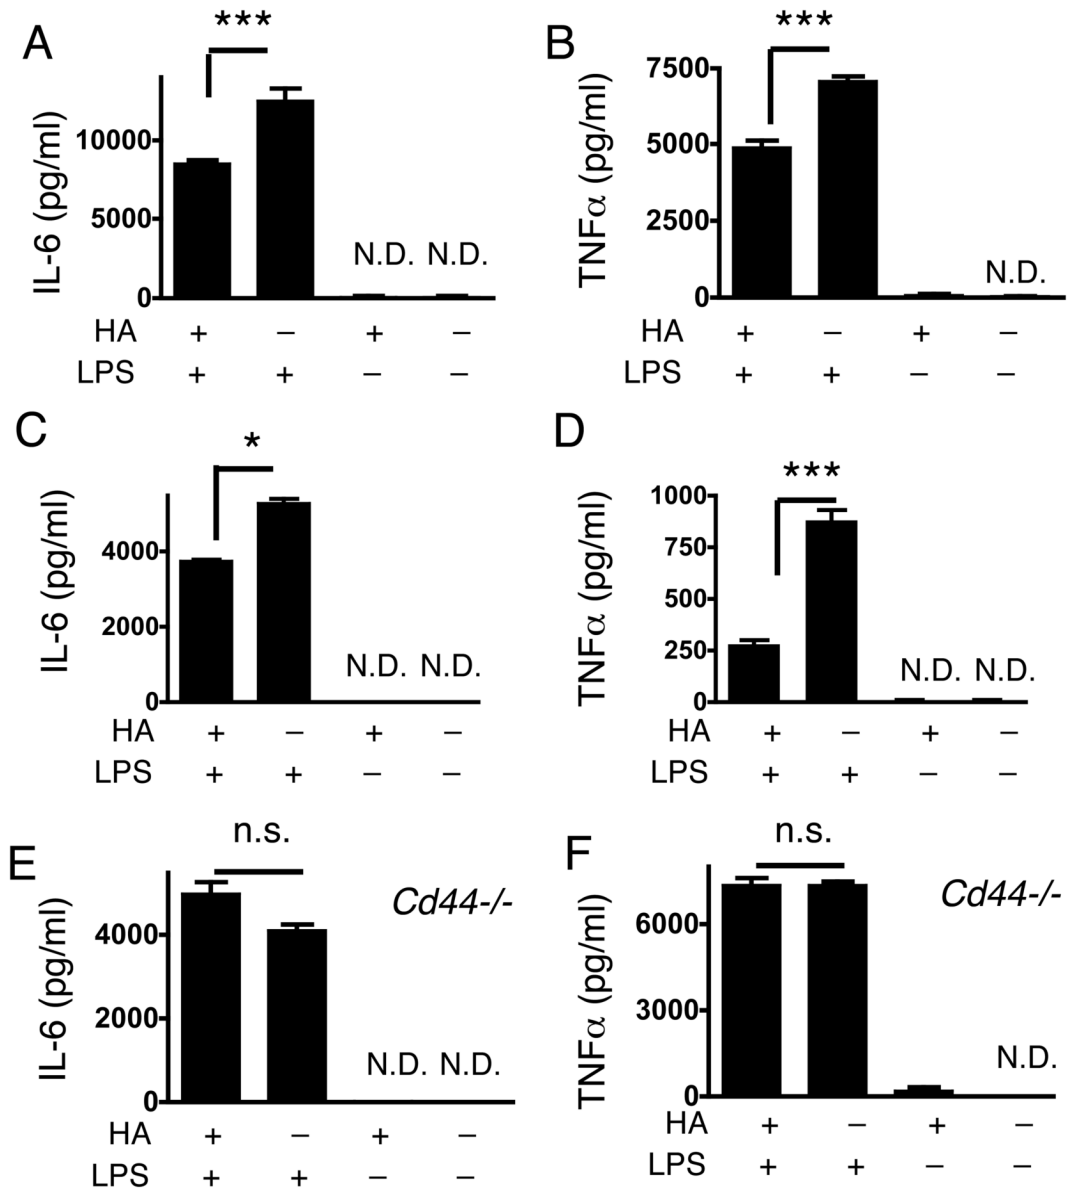 A
***
IL-6 (pg/ml)
10000
5000
0
N.D. N.D.
HA + – + –
LPS + + – –
B
***
TNFα (pg/ml)
7500
5000
2500
0
N.D.
HA + – + –
LPS + + – –
C
*
IL-6 (pg/ml)
4000
2000
0
N.D. N.D.
HA + – + –
LPS + + – –
D
***
TNFα (pg/ml)
1000
750
500
250
0
N.D. N.D.
HA + – + –
LPS + + – –
E
n.s.
Cd44-/-
IL-6 (pg/ml)
4000
2000
0
N.D. N.D.
HA + – + –
LPS + + – –
F
n.s.
Cd44-/-
TNFα (pg/ml)
6000
3000
0
N.D.
HA + – + –
LPS + + – –